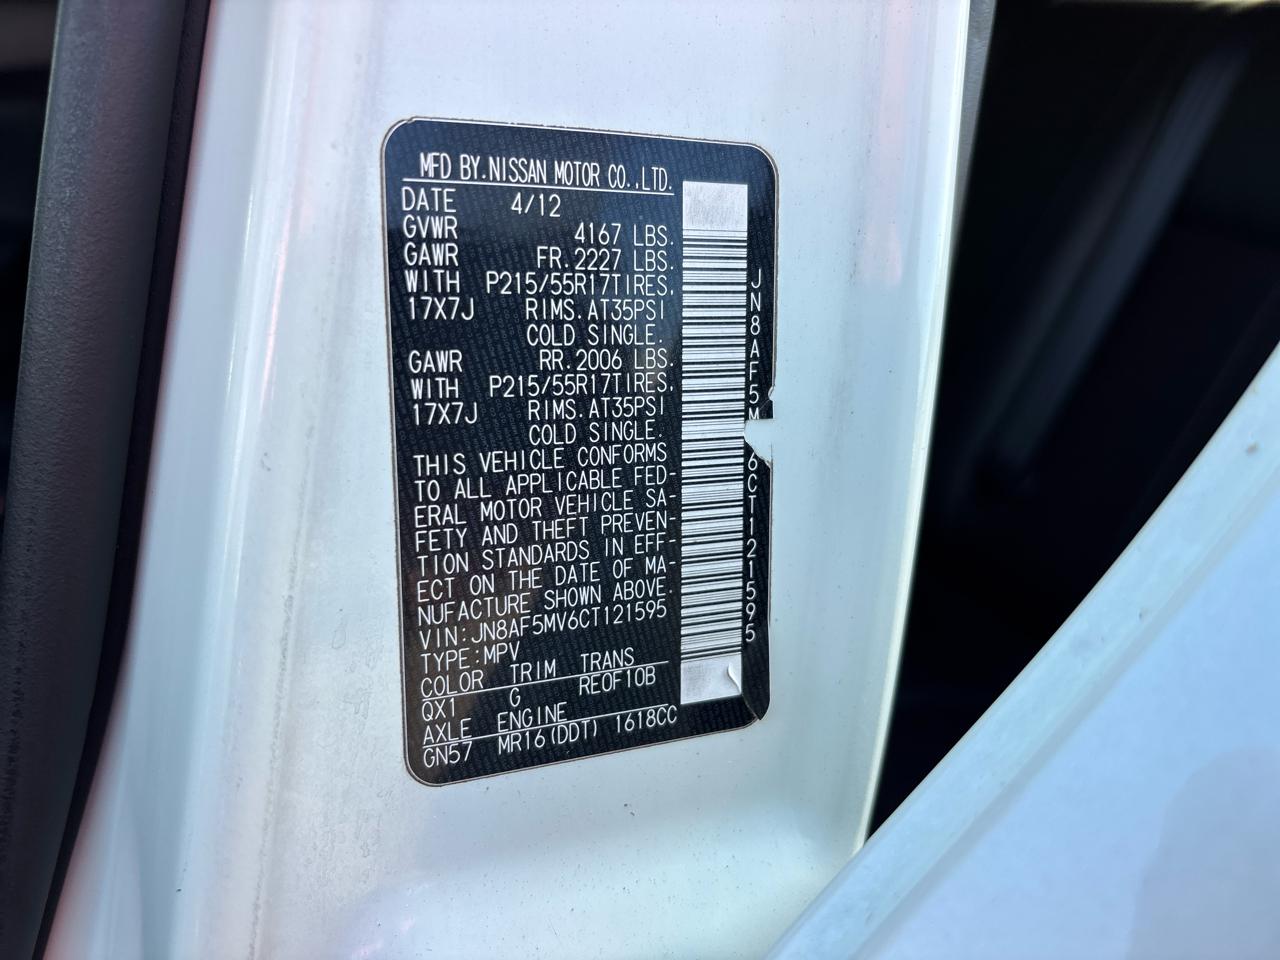 MFD BY.NISSAN MOTOR CO.,LTD.
DATE 4/12
GVWR 4167 LBS.
GAWR FR.2227 LBS.
WITH P215/55R17TIRES,
17X7J RIMS.AT35PSI
COLD SINGLE.
GAWR RR.2006 LBS.
WITH P215/55R17TIRES.
17X7J RIMS.AT35PSI
COLD SINGLE.
THIS VEHICLE CONFORMS
TO ALL APPLICABLE FED-
ERAL MOTOR VEHICLE SA-
FETY AND THEFT PREVEN-
TION STANDARDS IN EFF-
ECT ON THE DATE OF MA-
NUFACTURE SHOWN ABOVE.
VIN:JN8AF5MV6CT121595
TYPE:MPV
COLOR TRIM TRANS
QX1 G RE0F10B
AXLE ENGINE
GN57 MR16(DDT) 1618CC
JN8AF5M 6CT121595